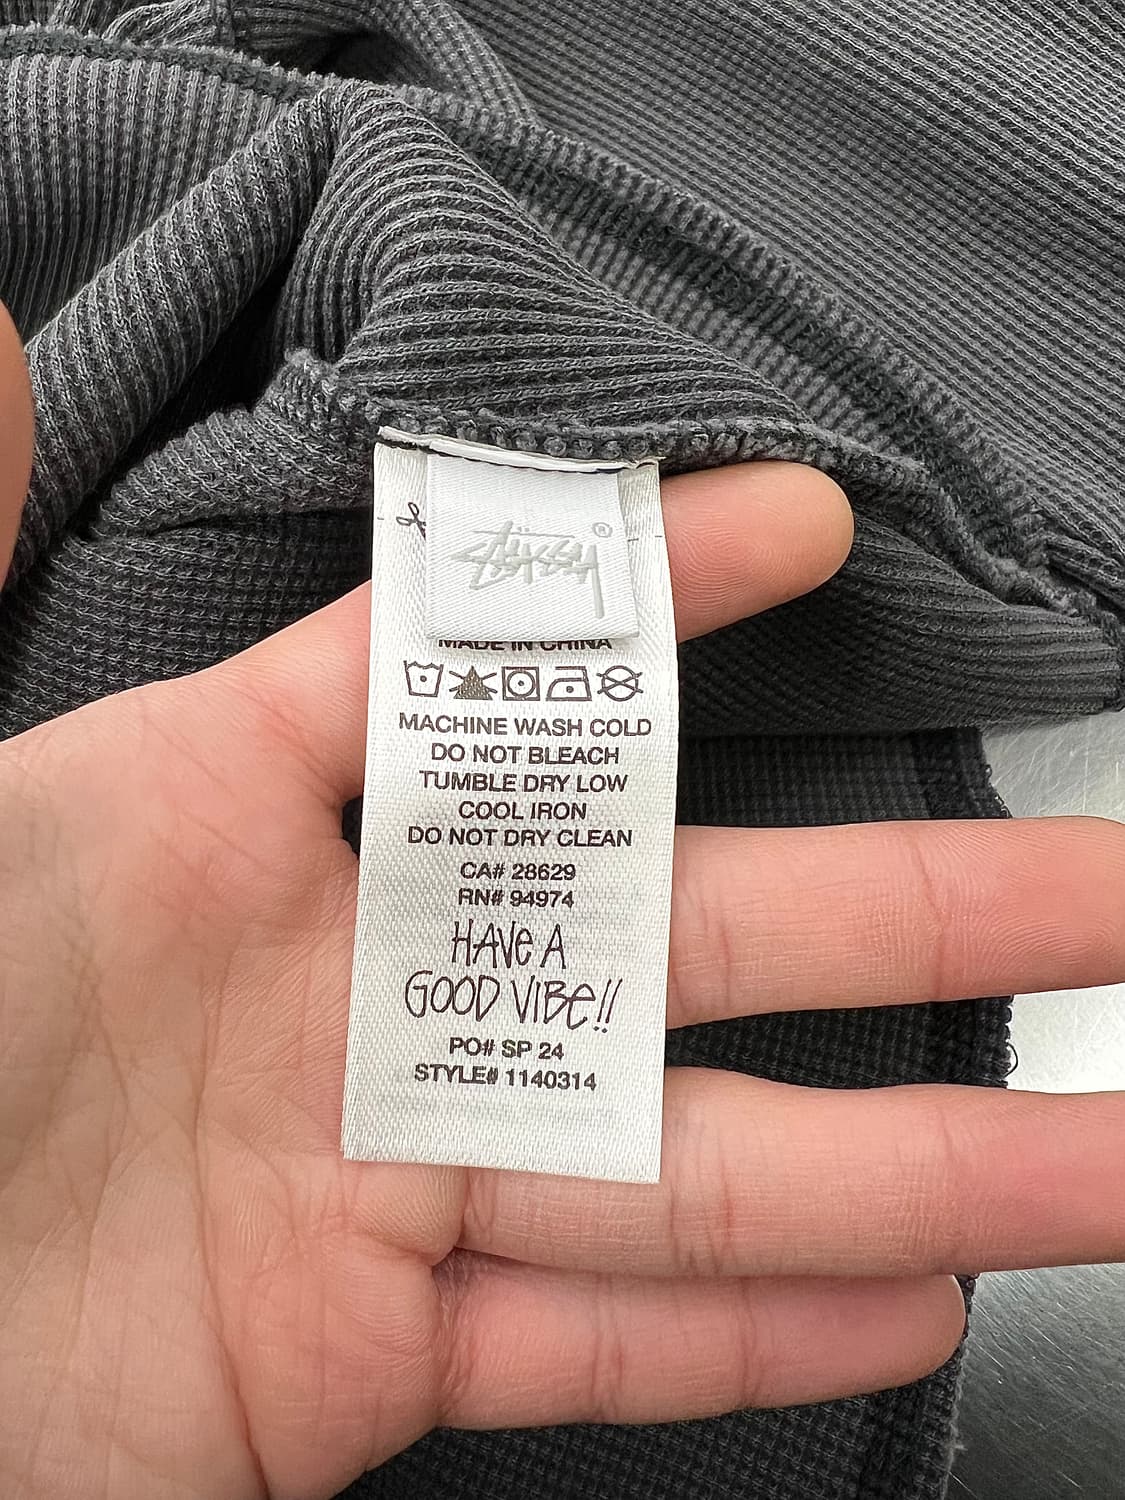 STÜSSY ®
MADE IN CHINA
MACHINE WASH COLD
DO NOT BLEACH
TUMBLE DRY LOW
COOL IRON
DO NOT DRY CLEAN
CA# 28629
RN# 94974
HAVE A
GOOD VIBE!!
PO# SP 24
STYLE# 1140314